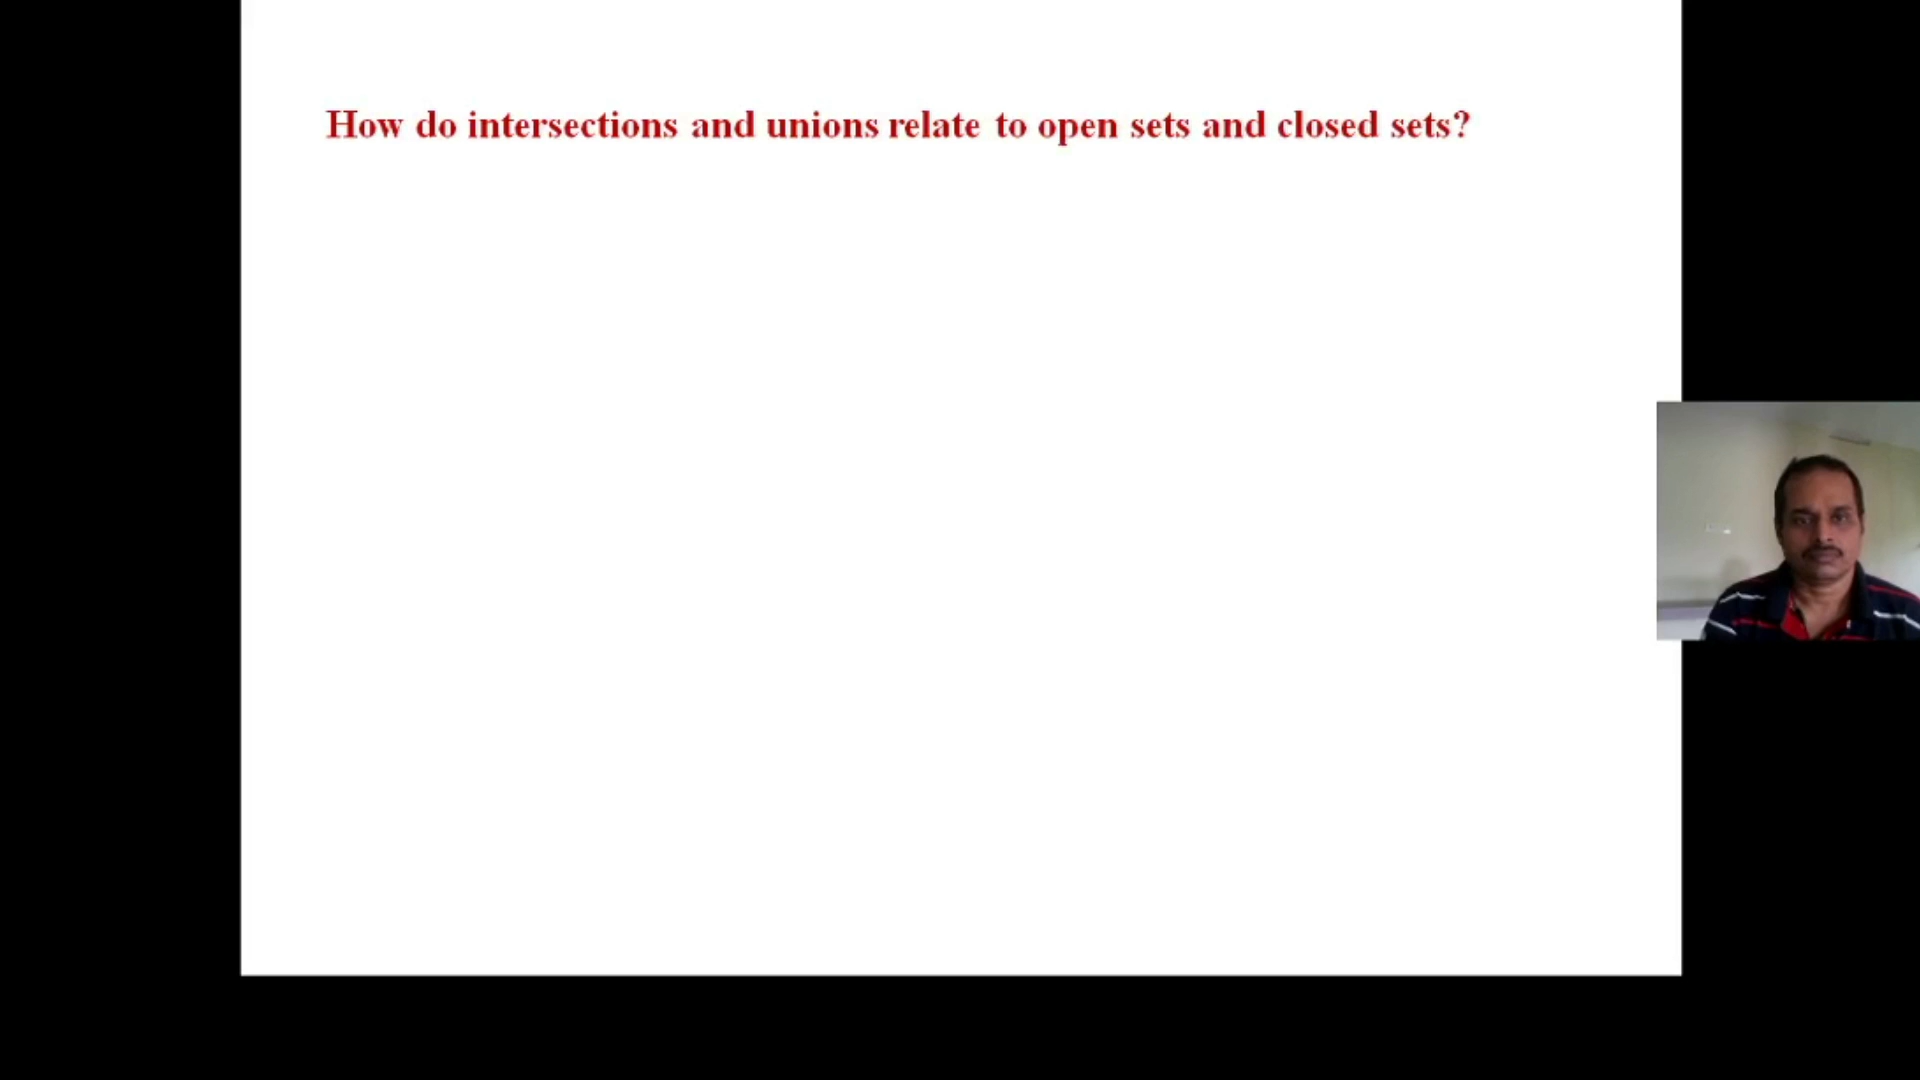 How do intersections and unions relate to open sets and closed sets?